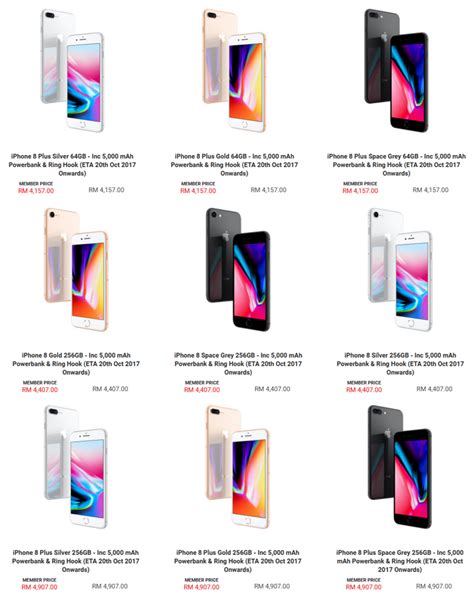 iPhone 8 Plus Silver 64GB - Inc 5,000 mAh
Powerbank & Ring Hook (ETA 20th Oct 2017
Onwards)
MEMBER PRICE
RM 4,157.00 RM 4,157.00
iPhone 8 Plus Gold 64GB - Inc 5,000 mAh
Powerbank & Ring Hook (ETA 20th Oct 2017
Onwards)
MEMBER PRICE
RM 4,157.00 RM 4,157.00
iPhone 8 Plus Space Grey 64GB - Inc 5,000 mAh
Powerbank & Ring Hook (ETA 20th Oct 2017
Onwards)
MEMBER PRICE
RM 4,157.00 RM 4,157.00
iPhone 8 Gold 256GB - Inc 5,000 mAh
Powerbank & Ring Hook (ETA 20th Oct 2017
Onwards)
MEMBER PRICE
RM 4,407.00 RM 4,407.00
iPhone 8 Space Grey 256GB - Inc 5,000 mAh
Powerbank & Ring Hook (ETA 20th Oct 2017
Onwards)
MEMBER PRICE
RM 4,407.00 RM 4,407.00
iPhone 8 Silver 256GB - Inc 5,000 mAh
Powerbank & Ring Hook (ETA 20th Oct 2017
Onwards)
MEMBER PRICE
RM 4,407.00 RM 4,407.00
iPhone 8 Plus Silver 256GB - Inc 5,000 mAh
Powerbank & Ring Hook (ETA 20th Oct 2017
Onwards)
MEMBER PRICE
RM 4,907.00 RM 4,907.00
iPhone 8 Plus Gold 256GB - Inc 5,000 mAh
Powerbank & Ring Hook (ETA 20th Oct 2017
Onwards)
MEMBER PRICE
RM 4,907.00 RM 4,907.00
iPhone 8 Plus Space Grey 256GB - Inc 5,000
mAh Powerbank & Ring Hook (ETA 20th Oct
2017 Onwards)
MEMBER PRICE
RM 4,907.00 RM 4,907.00